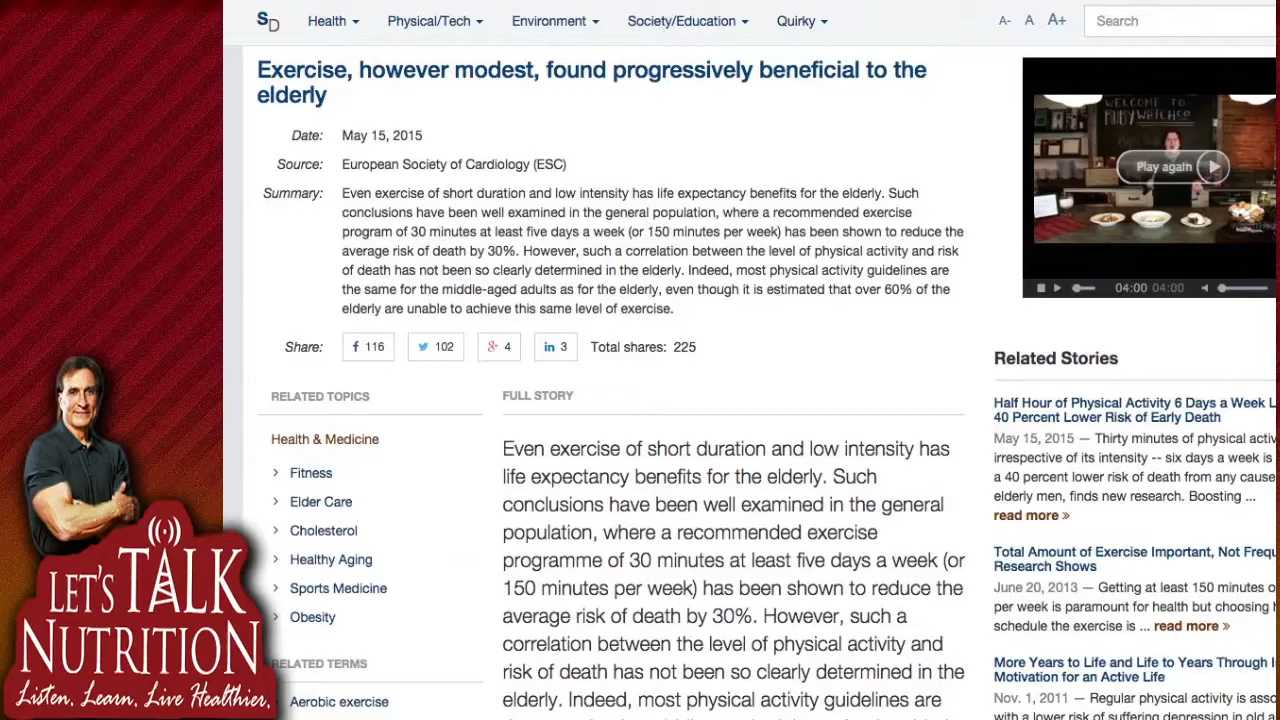 SD
Health
Physical/Tech
Environment
Society/Education
Quirky
A- A A+
Search
Exercise, however modest, found progressively beneficial to the
elderly
Date: May 15, 2015
Source: European Society of Cardiology (ESC)
Summary: Even exercise of short duration and low intensity has life expectancy benefits for the elderly. Such
conclusions have been well examined in the general population, where a recommended exercise
program of 30 minutes at least five days a week (or 150 minutes per week) has been shown to reduce the
average risk of death by 30%. However, such a correlation between the level of physical activity and risk
of death has not been so clearly determined in the elderly. Indeed, most physical activity guidelines are
the same for the middle-aged adults as for the elderly, even though it is estimated that over 60% of the
elderly are unable to achieve this same level of exercise.
Share: f 116 102 g+ 4 in 3 Total shares: 225
RELATED TOPICS
Health & Medicine
Fitness
Elder Care
Cholesterol
Healthy Aging
Sports Medicine
Obesity
RELATED TERMS
Aerobic exercise
FULL STORY
Even exercise of short duration and low intensity has
life expectancy benefits for the elderly. Such
conclusions have been well examined in the general
population, where a recommended exercise
programme of 30 minutes at least five days a week (or
150 minutes per week) has been shown to reduce the
average risk of death by 30%. However, such a
correlation between the level of physical activity and
risk of death has not been so clearly determined in the
elderly. Indeed, most physical activity guidelines are
WELCOME TO
RUBYWATCHCO
Play again
04:00 04:00
Related Stories
Half Hour of Physical Activity 6 Days a Week L
40 Percent Lower Risk of Early Death
May 15, 2015 — Thirty minutes of physical activ
irrespective of its intensity -- six days a week is
a 40 percent lower risk of death from any cause
elderly men, finds new research. Boosting ...
read more »
Total Amount of Exercise Important, Not Frequ
Research Shows
June 20, 2013 — Getting at least 150 minutes o
per week is paramount for health but choosing h
schedule the exercise is ... read more »
More Years to Life and Life to Years Through I
Motivation for an Active Life
Nov. 1, 2011 — Regular physical activity is asso
with a lower risk of suffering depression in old a
LET'S TALK
NUTRITION
Listen. Learn. Live Healthier.